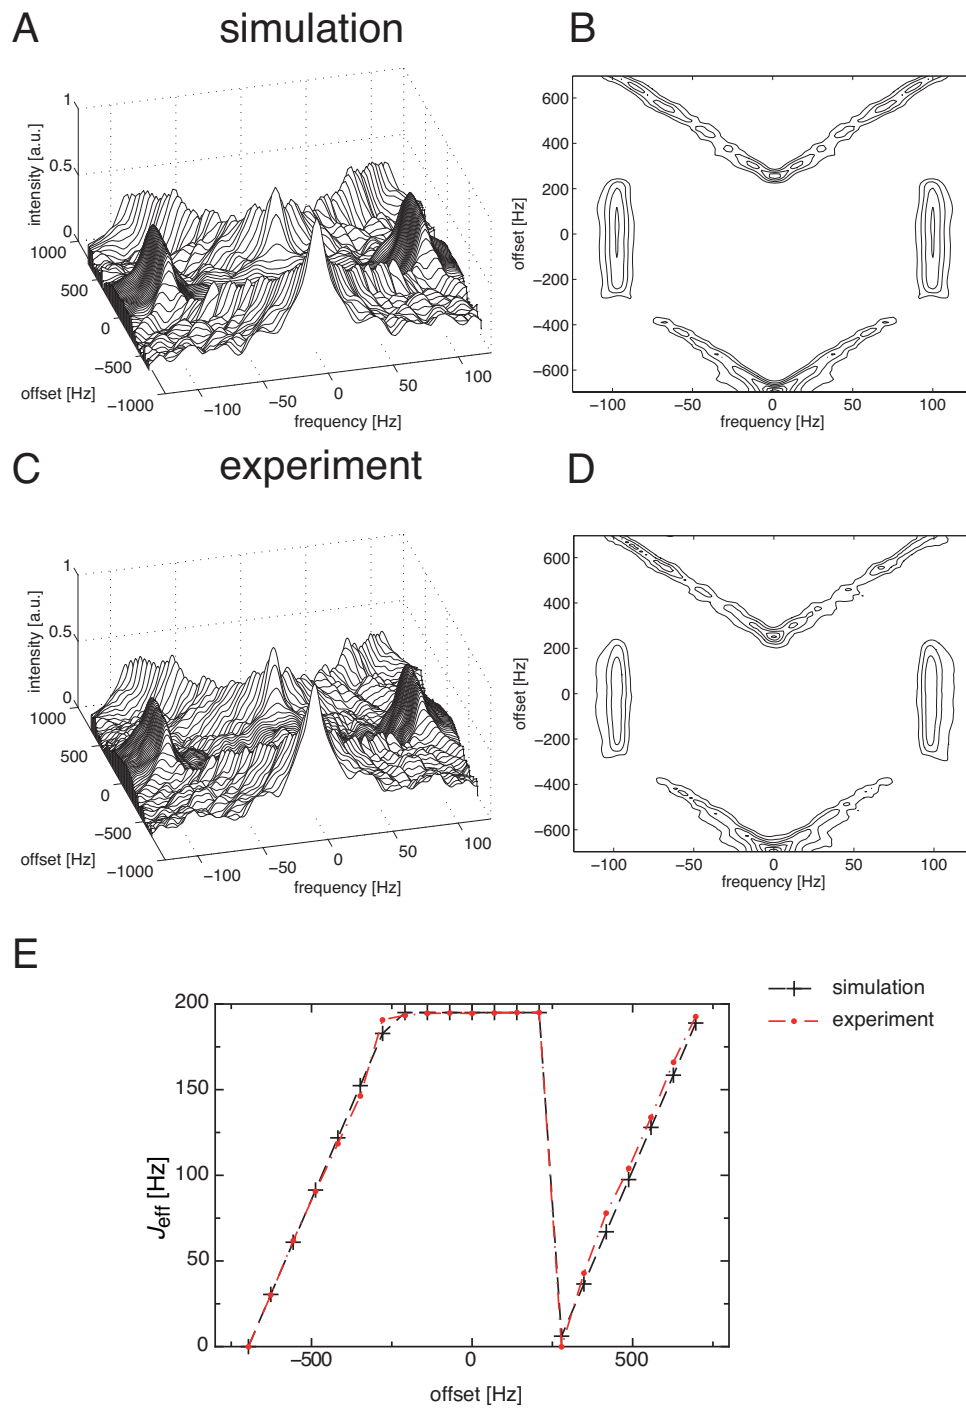 A
simulation
B
1
0.5
0
intensity [a.u.]
1000
500
0
−500
−1000
offset [Hz]
−100
−50
0
50
100
frequency [Hz]
600
400
200
0
−200
−400
−600
offset [Hz]
−100
−50
0
50
100
frequency [Hz]
C
experiment
D
1
0.5
0
intensity [a.u.]
1000
500
0
−500
−1000
offset [Hz]
−100
−50
0
50
100
frequency [Hz]
600
400
200
0
−200
−400
−600
offset [Hz]
−100
−50
0
50
100
frequency [Hz]
E
200
150
100
50
0
Jeff [Hz]
−500
0
500
offset [Hz]
simulation
experiment